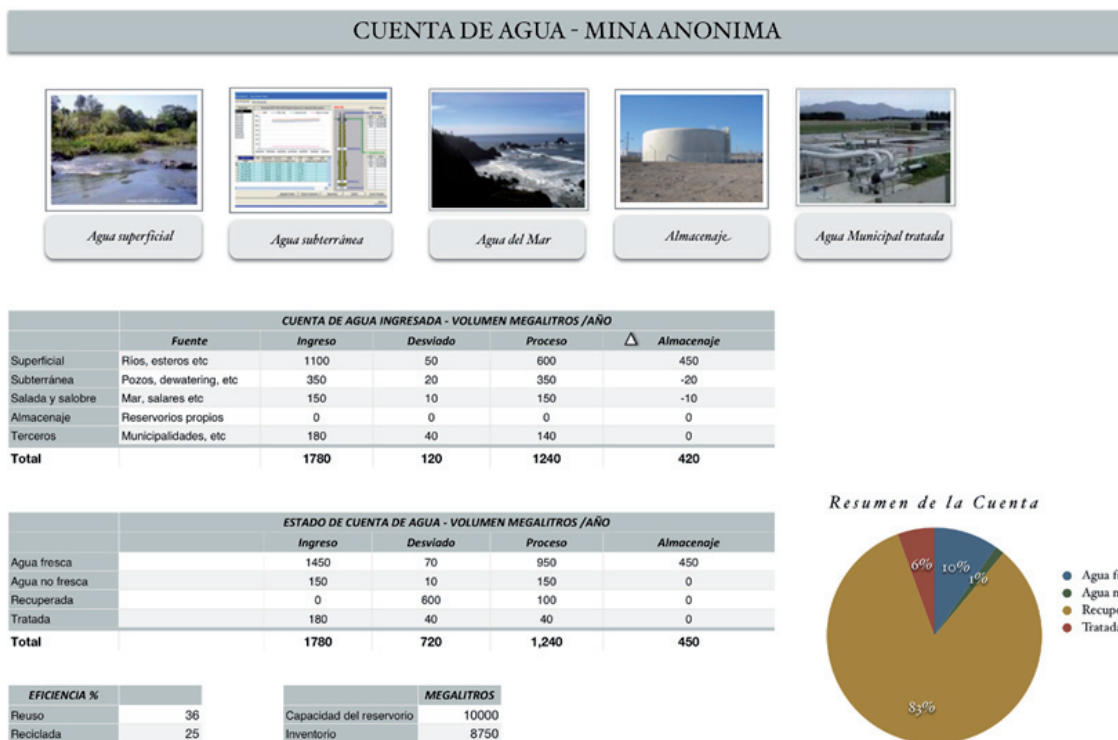 CUENTA DE AGUA - MINA ANONIMA
Agua superficial
Agua subterránea
Agua del Mar
Almacenaje
Agua Municipal tratada
CUENTA DE AGUA INGRESADA - VOLUMEN MEGALITROS /AÑO
Fuente Ingreso Desviado Proceso Δ Almacenaje
Superficial Ríos, esteros etc 1100 50 600 450
Subterránea Pozos, dewatering, etc 350 20 350 -20
Salada y salobre Mar, salares etc 150 10 150 -10
Almacenaje Reservorios propios 0 0 0 0
Terceros Municipalidades, etc 180 40 140 0
Total 1780 120 1240 420
ESTADO DE CUENTA DE AGUA - VOLUMEN MEGALITROS /AÑO
Ingreso Desviado Proceso Almacenaje
Agua fresca 1450 70 950 450
Agua no fresca 150 10 150 0
Recuperada 0 600 100 0
Tratada 180 40 40 0
Total 1780 720 1,240 450
EFICIENCIA %
Reuso 36
Reciclada 25
MEGALITROS
Capacidad del reservorio 10000
Inventorio 8750
Resumen de la Cuenta
6% 10% 1%
83%
Agua f
Agua n
Recupe
Tratada